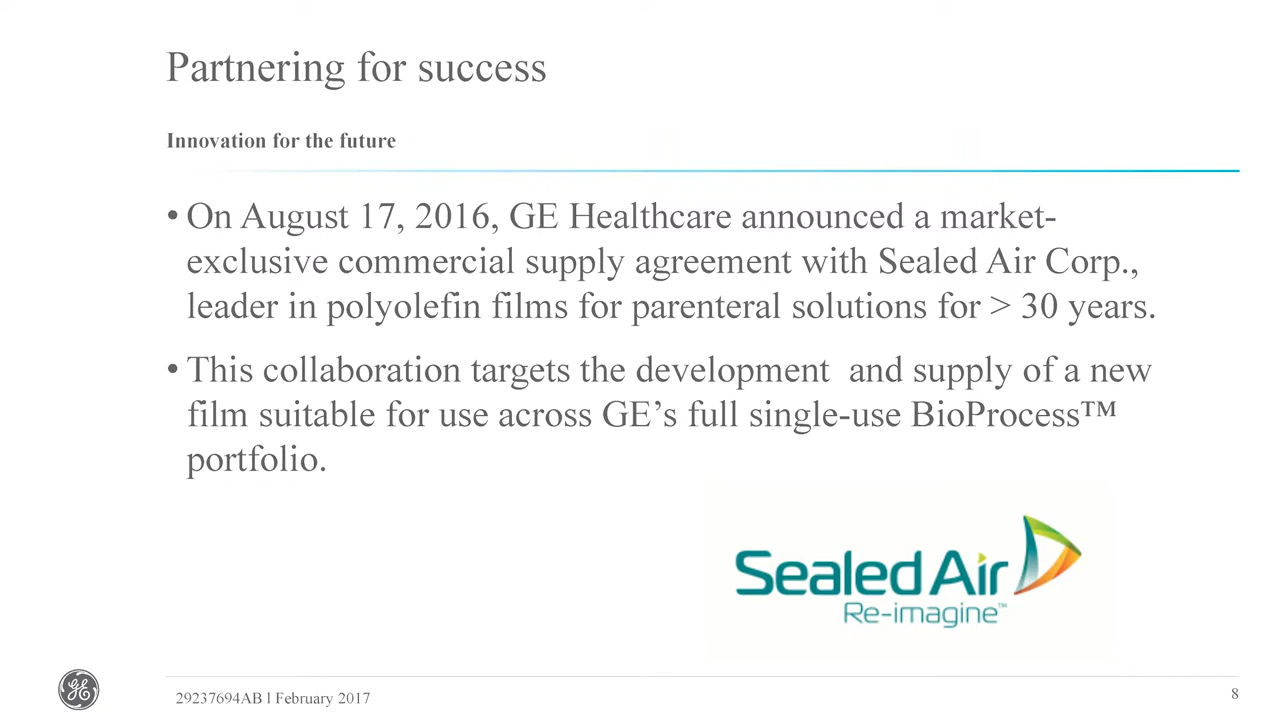 Partnering for success
Innovation for the future
• On August 17, 2016, GE Healthcare announced a market-
exclusive commercial supply agreement with Sealed Air Corp.,
leader in polyolefin films for parenteral solutions for > 30 years.
• This collaboration targets the development  and supply of a new
film suitable for use across GE’s full single-use BioProcess™
portfolio.
Sealed Air
Re-imagine™
GE
29237694AB l February 2017
8